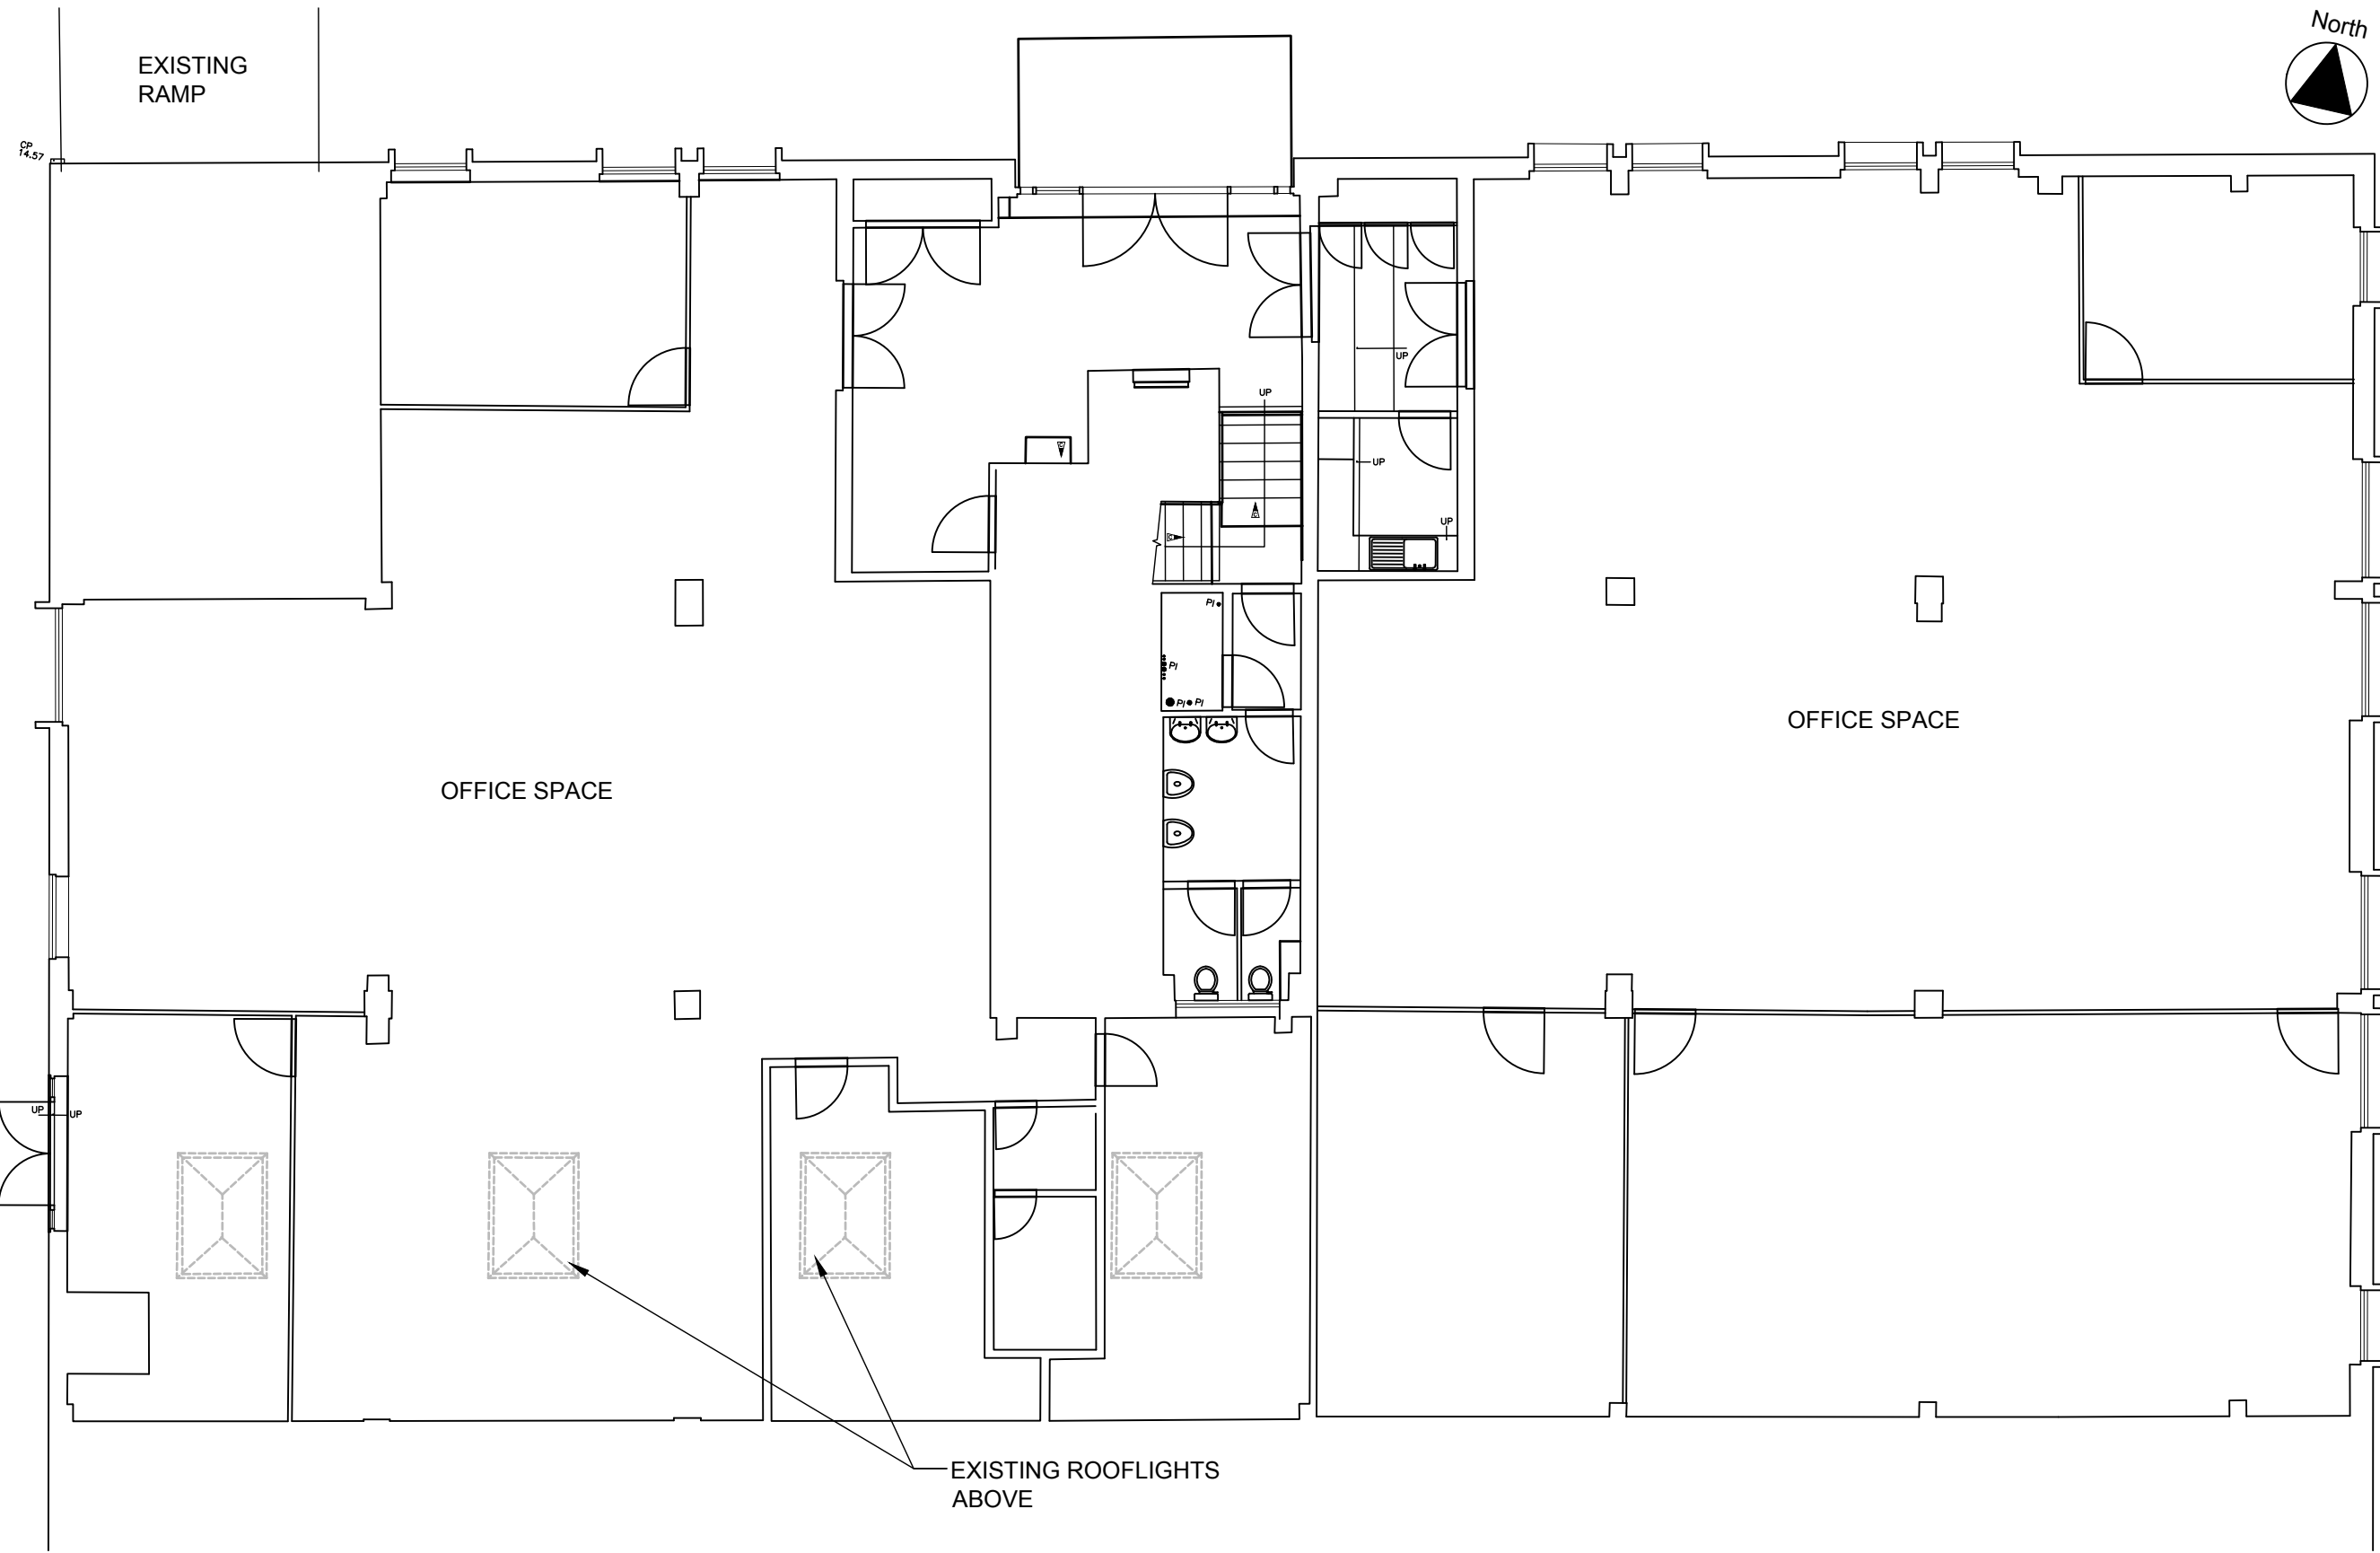 North
EXISTING
RAMP
CP
14.57
UP
UP
UP
UP
PI
PI
PI
PI
OFFICE SPACE
OFFICE SPACE
UP
UP
EXISTING ROOFLIGHTS
ABOVE